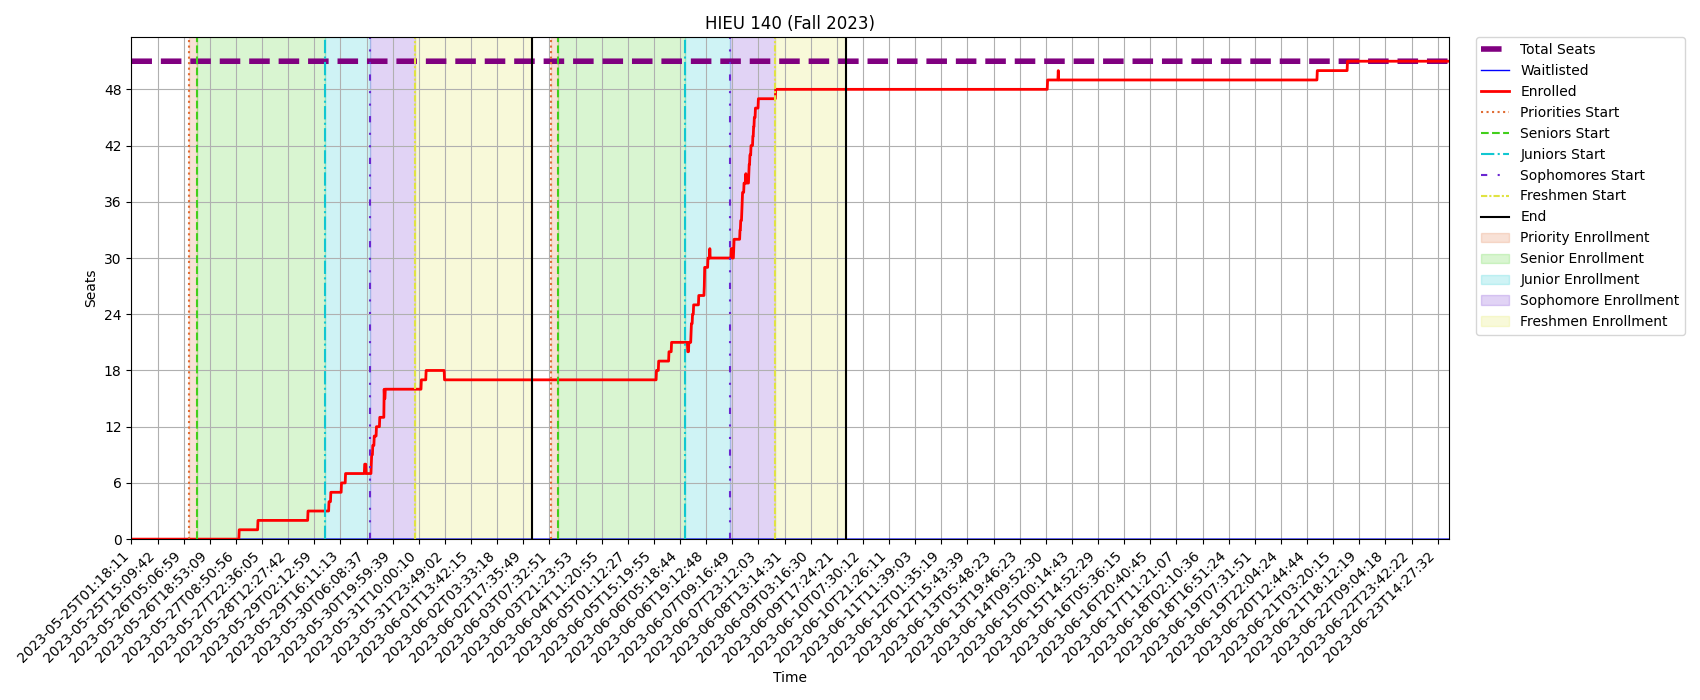 HIEU 140 (Fall 2023)
Total Seats
Waitlisted
Enrolled
Priorities Start
Seniors Start
Juniors Start
Sophomores Start
Freshmen Start
End
Priority Enrollment
Senior Enrollment
Junior Enrollment
Sophomore Enrollment
Freshmen Enrollment
Seats
48
42
36
30
24
18
12
6
0
2023-05-25T01:18:11
2023-05-25T15:09:42
2023-05-26T05:06:59
2023-05-26T18:53:09
2023-05-27T08:50:56
2023-05-27T22:36:05
2023-05-28T12:27:42
2023-05-29T02:12:59
2023-05-29T16:11:13
2023-05-30T06:08:37
2023-05-30T19:59:39
2023-05-31T10:00:16
2023-05-31T23:49:02
2023-06-01T13:42:15
2023-06-02T03:33:18
2023-06-02T17:35:49
2023-06-03T07:32:51
2023-06-03T21:23:53
2023-06-04T11:20:55
2023-06-05T01:12:27
2023-06-05T15:19:55
2023-06-06T05:18:44
2023-06-06T19:12:48
2023-06-07T09:16:49
2023-06-07T23:12:03
2023-06-08T13:14:31
2023-06-09T03:16:30
2023-06-09T17:24:21
2023-06-10T07:30:12
2023-06-10T21:26:11
2023-06-11T11:39:03
2023-06-12T01:35:19
2023-06-12T15:43:39
2023-06-13T05:48:23
2023-06-13T19:46:23
2023-06-14T09:52:30
2023-06-15T00:14:43
2023-06-15T14:52:29
2023-06-16T05:36:15
2023-06-16T20:40:45
2023-06-17T11:21:07
2023-06-18T02:10:36
2023-06-18T16:51:24
2023-06-19T07:31:51
2023-06-19T22:04:24
2023-06-20T12:44:44
2023-06-21T03:20:15
2023-06-21T18:12:19
2023-06-22T09:04:18
2023-06-22T23:42:22
2023-06-23T14:27:32
Time